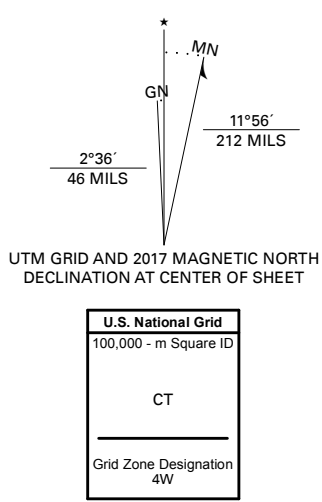 MN
GN
11°56´
212 MILS
2°36´
46 MILS
UTM GRID AND 2017 MAGNETIC NORTH
DECLINATION AT CENTER OF SHEET
U.S. National Grid
100,000 - m Square ID
CT
Grid Zone Designation
4W